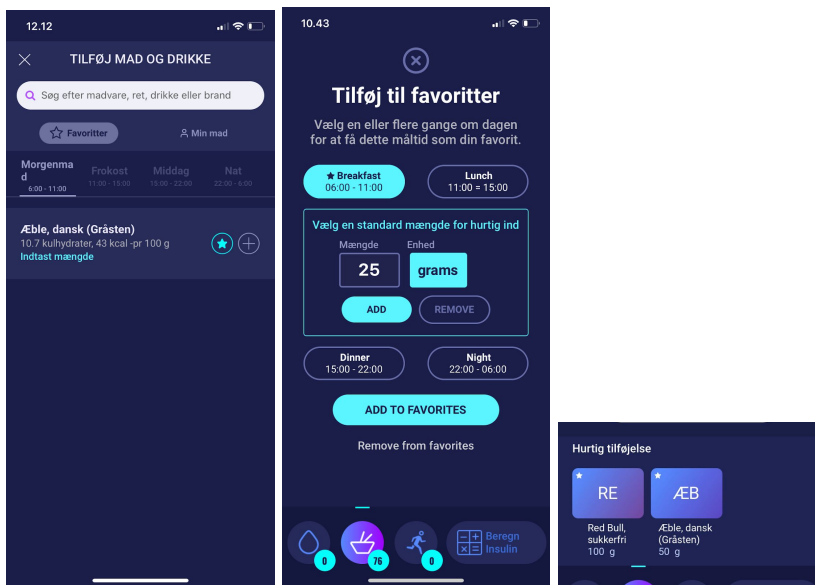 12.12
TILFØJ MAD OG DRIKKE
Søg efter madvare, ret, drikke eller brand
Favoritter
Min mad
Morgenma
d
6:00 - 11:00
Frokost
11:00 - 15:00
Middag
15:00 - 22:00
Nat
22:00 - 6:00
Æble, dansk (Gråsten)
10.7 kulhydrater, 43 kcal -pr 100 g
Indtast mængde
10.43
Tilføj til favoritter
Vælg en eller flere gange om dagen
for at få dette måltid som din favorit.
Breakfast
06:00 - 11:00
Lunch
11:00 = 15:00
Vælg en standard mængde for hurtig ind
Mængde
Enhed
25
grams
ADD
REMOVE
Dinner
15:00 - 22:00
Night
22:00 - 06:00
ADD TO FAVORITES
Remove from favorites
0
76
0
Beregn
Insulin
Hurtig tilføjelse
RE
ÆB
Red Bull,
sukkerfri
100 g
Æble, dansk
(Gråsten)
50 g